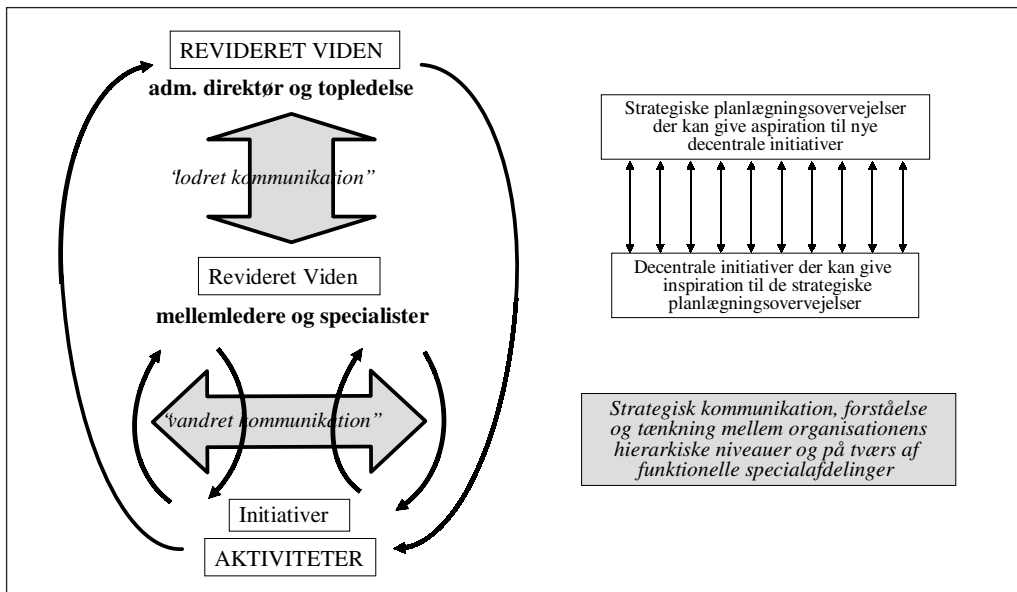 REVIDERET VIDEN
adm. direktør og topledelse
“lodret kommunikation”
Revideret Viden
mellemledere og specialister
“vandret kommunikation”
Initiativer
AKTIVITETER
Strategiske planlægningsovervejelser
der kan give aspiration til nye
decentrale initiativer
Decentrale initiativer der kan give
inspiration til de strategiske
planlægningsovervejelser
Strategisk kommunikation, forståelse
og tænkning mellem organisationens
hierarkiske niveauer og på tværs af
funktionelle specialafdelinger